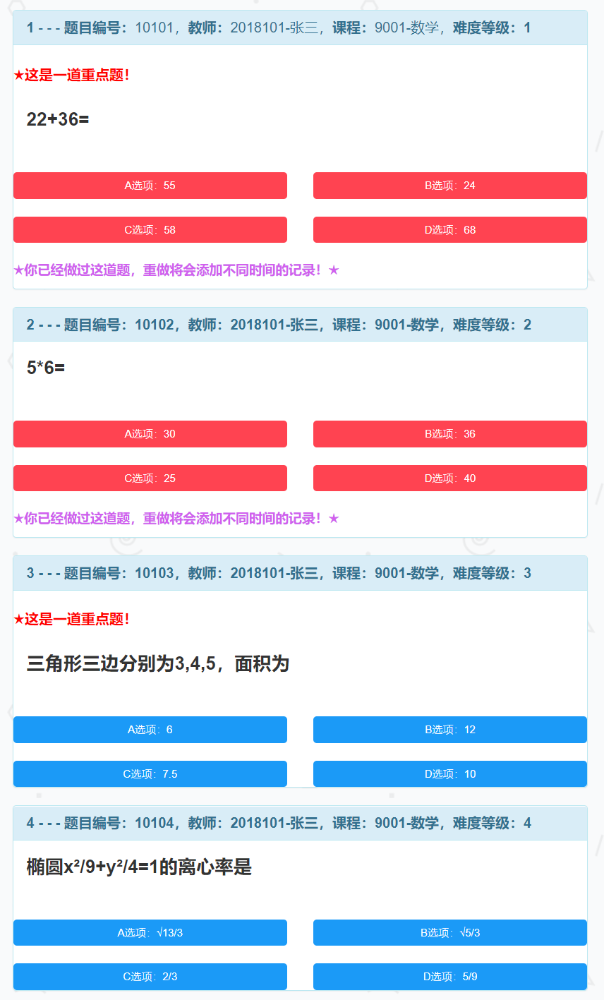 1 - - - 题目编号：10101，教师：2018101-张三，课程：9001-数学，难度等级：1
★这是一道重点题！
22+36=
A选项：55
B选项：24
C选项：58
D选项：68
★你已经做过这道题，重做将会添加不同时间的记录！★
2 - - - 题目编号：10102，教师：2018101-张三，课程：9001-数学，难度等级：2
5*6=
A选项：30
B选项：36
C选项：25
D选项：40
★你已经做过这道题，重做将会添加不同时间的记录！★
3 - - - 题目编号：10103，教师：2018101-张三，课程：9001-数学，难度等级：3
★这是一道重点题！
三角形三边分别为3,4,5，面积为
A选项：6
B选项：12
C选项：7.5
D选项：10
4 - - - 题目编号：10104，教师：2018101-张三，课程：9001-数学，难度等级：4
椭圆x²/9+y²/4=1的离心率是
A选项：√13/3
B选项：√5/3
C选项：2/3
D选项：5/9